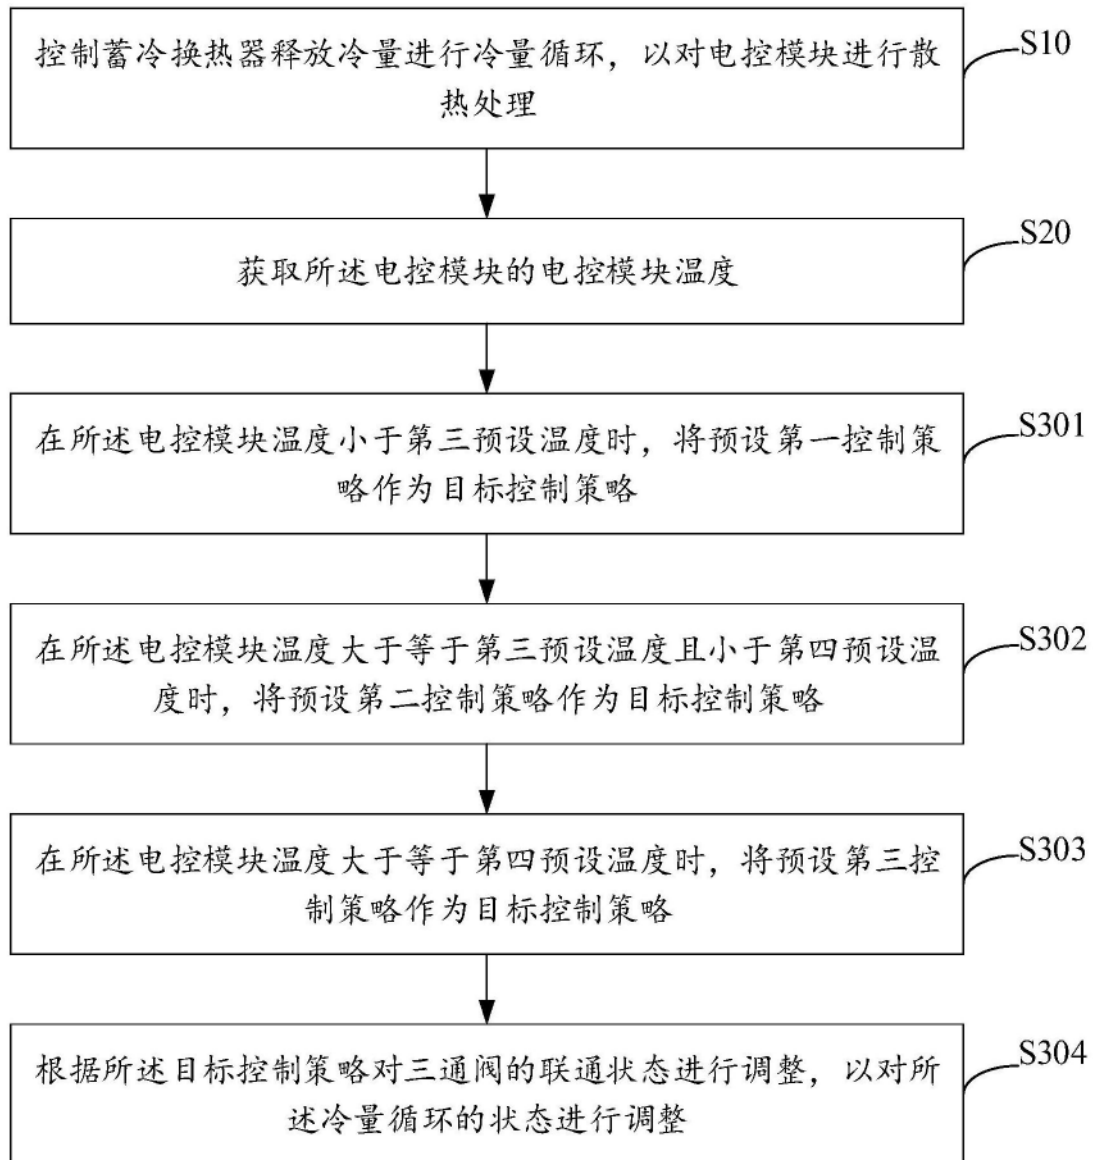 控制蓄冷换热器释放冷量进行冷量循环，以对电控模块进行散
热处理
S10
获取所述电控模块的电控模块温度
S20
在所述电控模块温度小于第三预设温度时，将预设第一控制策
略作为目标控制策略
S301
在所述电控模块温度大于等于第三预设温度且小于第四预设温
度时，将预设第二控制策略作为目标控制策略
S302
在所述电控模块温度大于等于第四预设温度时，将预设第三控
制策略作为目标控制策略
S303
根据所述目标控制策略对三通阀的联通状态进行调整，以对所
述冷量循环的状态进行调整
S304